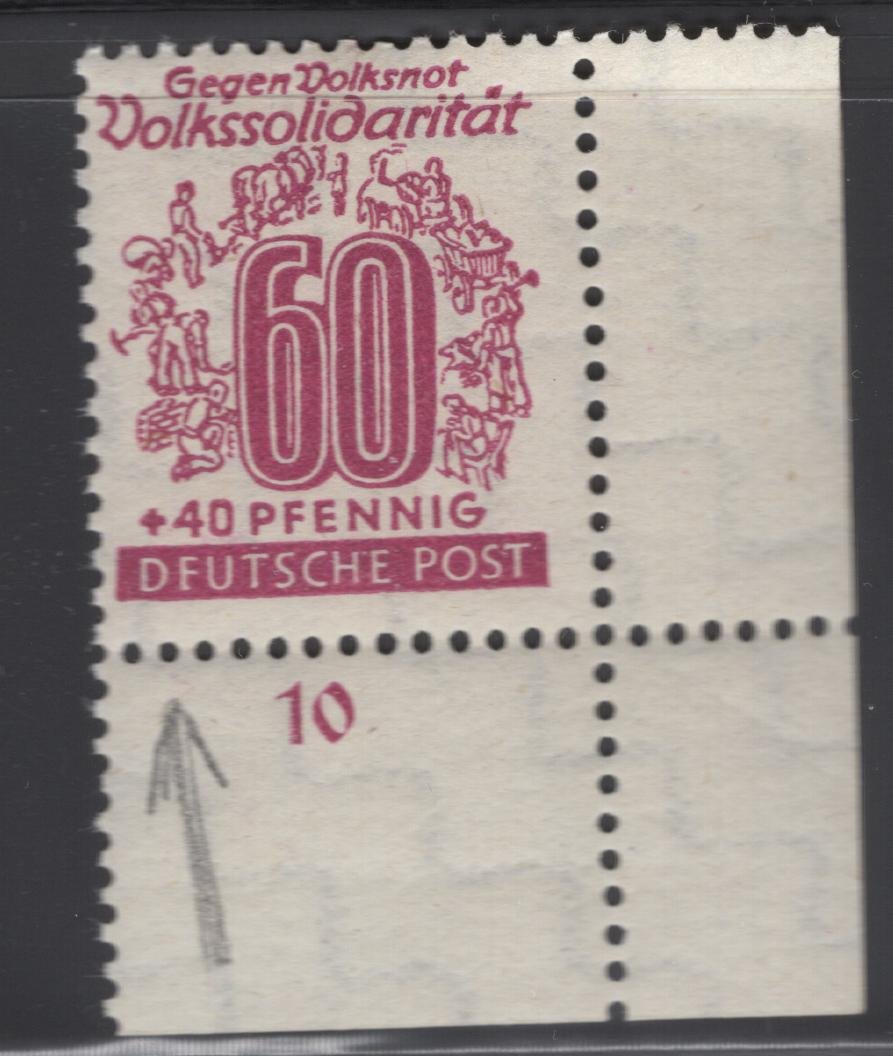 Gegen Volksnot
Volkssolidarität
60
+40 PFENNIG
DFUTSCHE POST
10